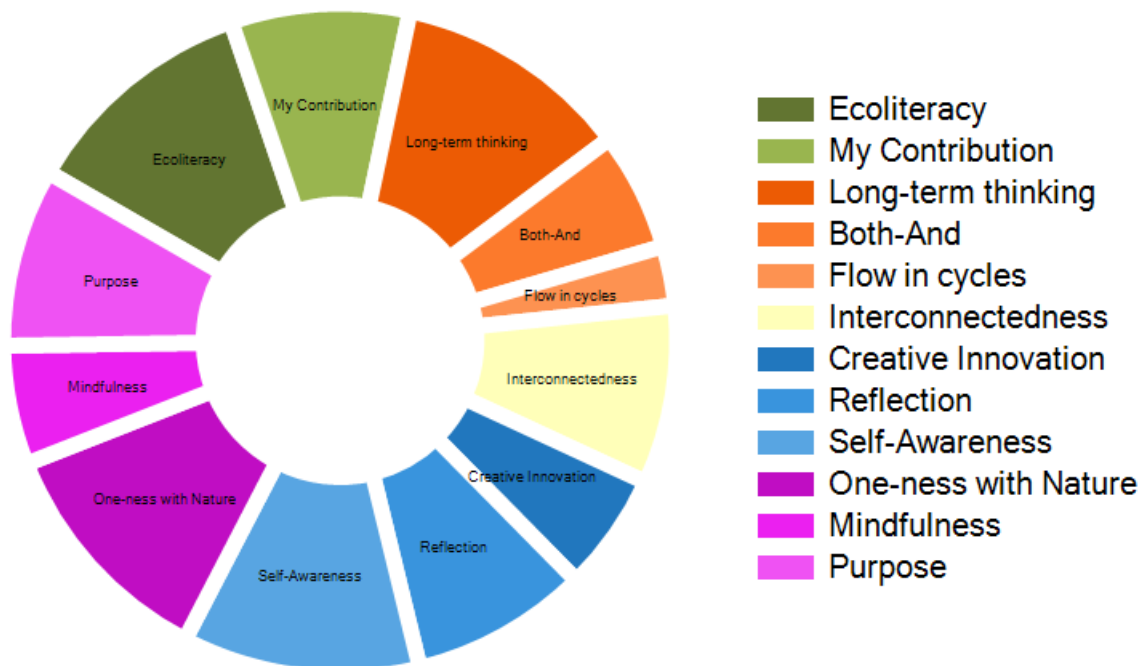 My Contribution
Long-term thinking
Ecoliteracy
Both-And
Purpose
Flow in cycles
Interconnectedness
Mindfulness
Creative Innovation
One-ness with Nature
Reflection
Self-Awareness
Ecoliteracy
My Contribution
Long-term thinking
Both-And
Flow in cycles
Interconnectedness
Creative Innovation
Reflection
Self-Awareness
One-ness with Nature
Mindfulness
Purpose